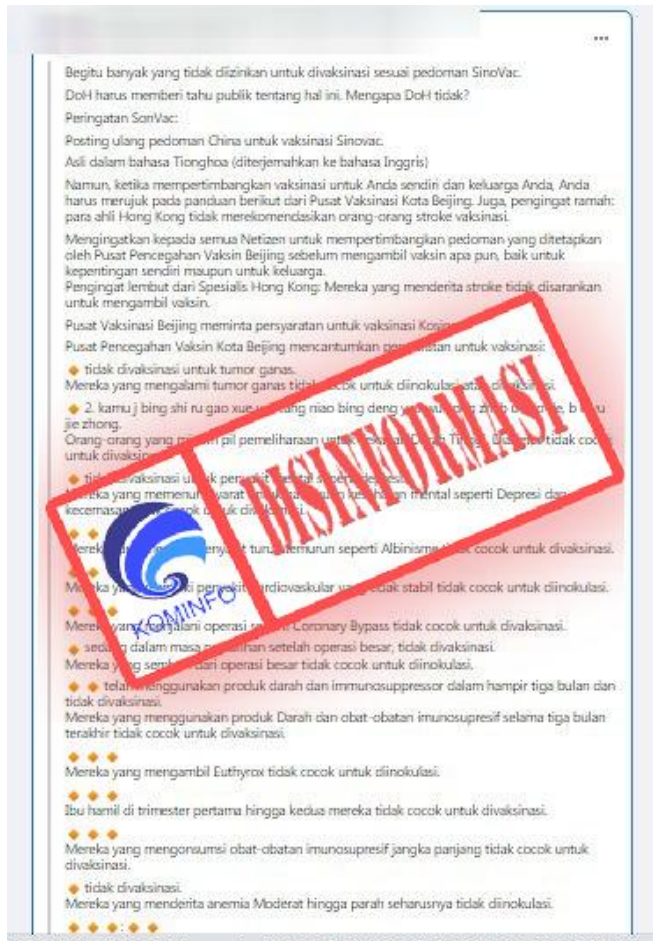 Begitu banyak yang tidak diizinkan untuk divaksinasi sesuai pedoman SinoVac.
DoH harus memberi tahu publik tentang hal ini. Mengapa DoH tidak?
Peringatan SonVac:
Posting ulang pedoman China untuk vaksinasi Sinovac.
Asli dalam bahasa Tionghoa (diterjemahkan ke bahasa Inggris)
Namun, ketika mempertimbangkan vaksinasi untuk Anda sendiri dan keluarga Anda, Anda
harus merujuk pada panduan berikut dari Pusat Vaksinasi Kota Beijing. Juga, pengingat ramah:
para ahli Hong Kong tidak merekomendasikan orang-orang stroke vaksinasi.
Mengingatkan kepada semua Netizen untuk mempertimbangkan pedoman yang ditetapkan
oleh Pusat Pencegahan Vaksin Beijing sebelum mengambil vaksin apa pun, baik untuk
kepentingan sendiri maupun untuk keluarga.
Pengingat lembut dari Spesialis Hong Kong: Mereka yang menderita stroke tidak disarankan
untuk mengambil vaksin.
Pusat Vaksinasi Beijing meminta persyaratan untuk vaksinasi
Pusat Pencegahan Vaksin Kota Beijing mencantumkan untuk vaksinasi:
tidak divaksinasi untuk tumor ganas.
Mereka yang mengalami tumor ganas untuk diinokulasi
2. kamu j bing shi ru gao xue
jie zhong.
Orang-orang yang pil pemeliharaan tidak
untuk
mental seperti Depresi dan
seperti Albinisme cocok untuk divaksinasi.
tidak stabil tidak cocok untuk diinokulasi.
operasi Coronary Bypass tidak cocok untuk divaksinasi.
dalam masa setelah operasi besar, tidak divaksinasi.
Mereka dari operasi besar tidak cocok untuk diinokulasi.
menggunakan produk darah dan immunosuppressor dalam hampir tiga bulan dan
tidak divaksinasi.
Mereka yang menggunakan produk Darah dan obat-obatan imunosupresif selama tiga bulan
terakhir tidak cocok untuk divaksinasi.
Mereka yang mengambil Euthyrox tidak cocok untuk diinokulasi.
Ibu hamil di trimester pertama hingga kedua mereka tidak cocok untuk divaksinasi.
Mereka yang mengonsumsi obat-obatan imunosupresif jangka panjang tidak cocok untuk
divaksinasi.
tidak divaksinasi.
Mereka yang menderita anemia Moderat hingga parah seharusnya tidak diinokulasi.
KOMINFO
DISINFORMASI